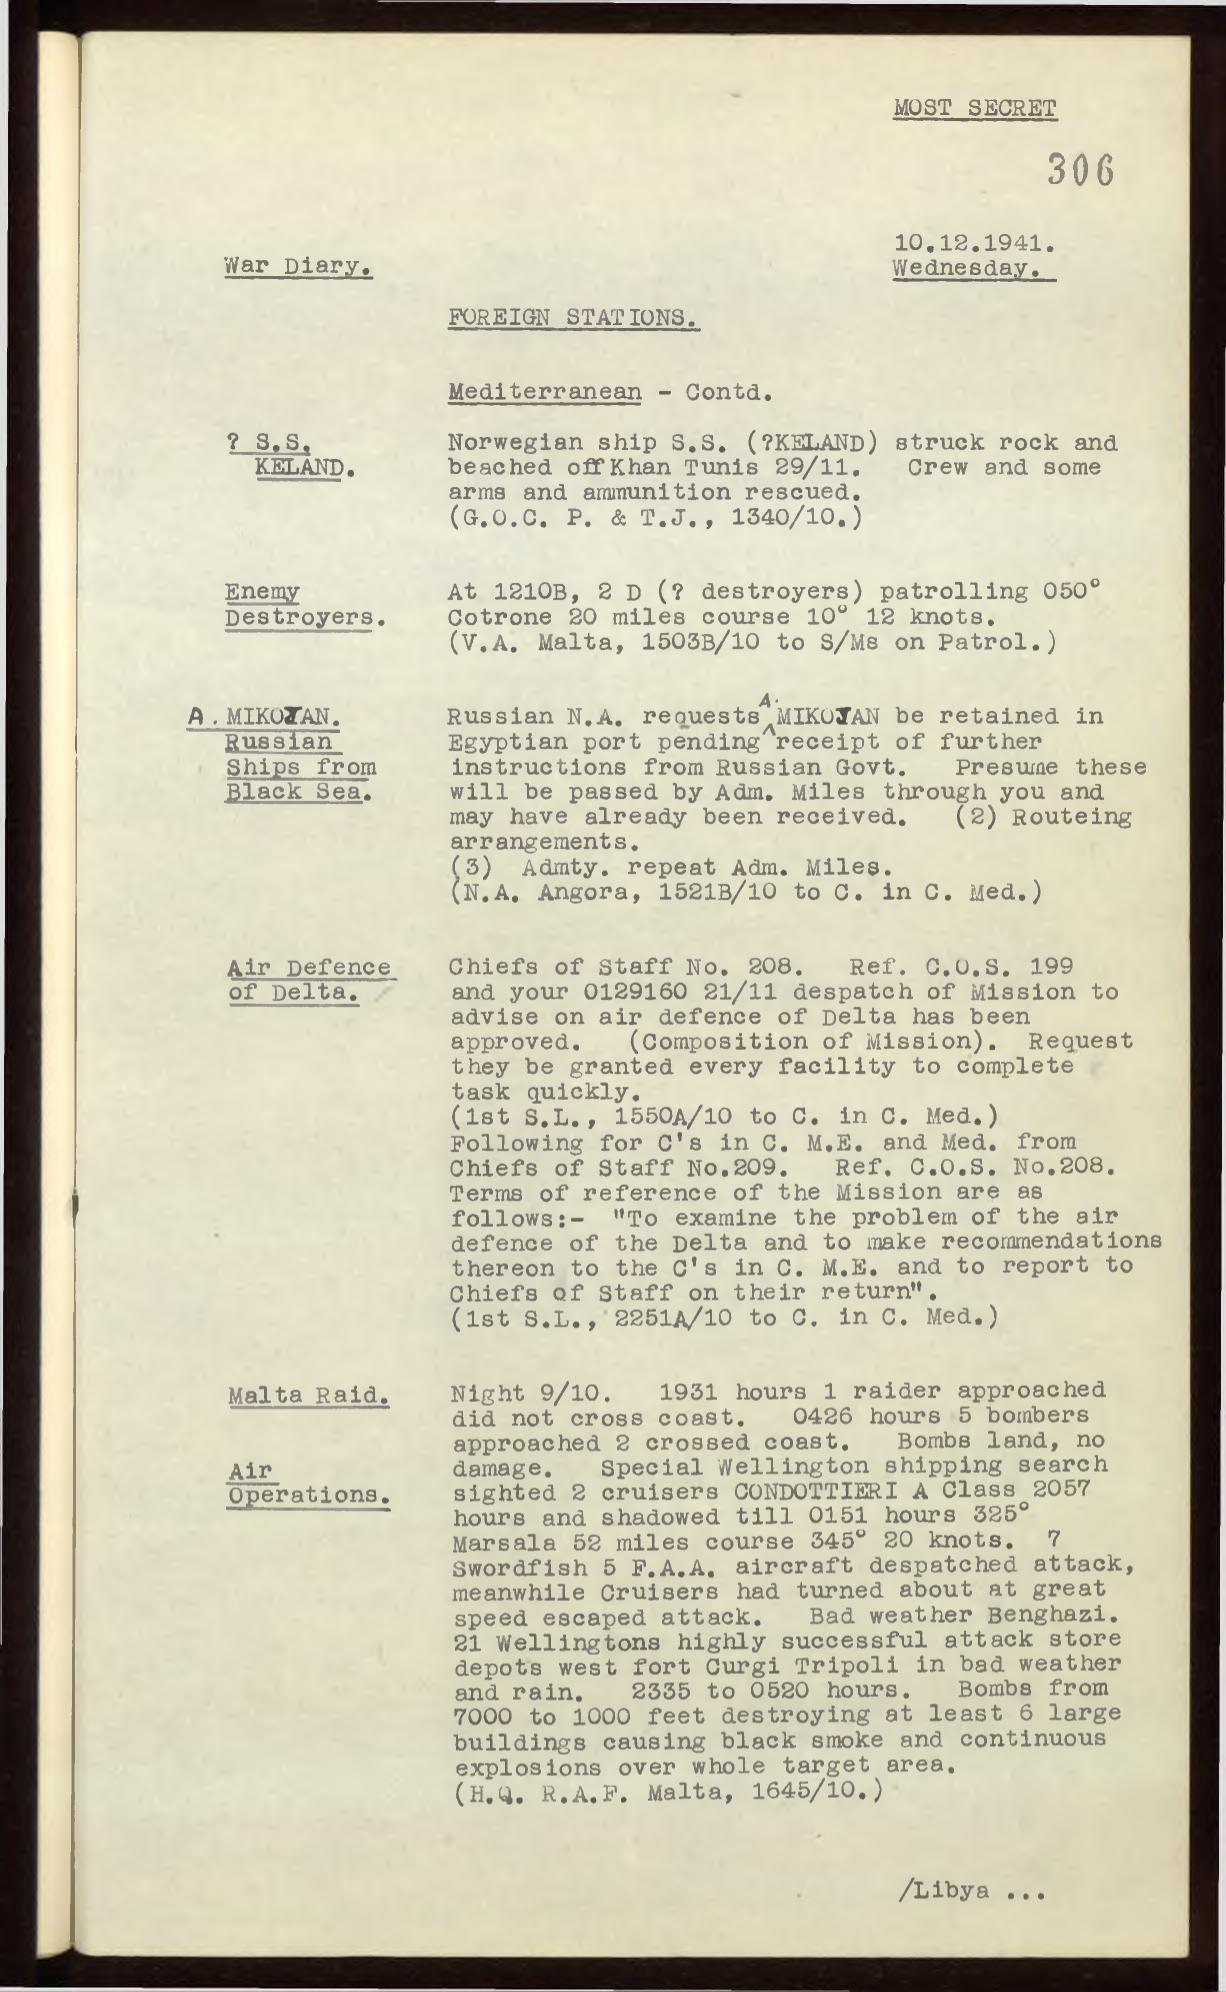 MOST SECRET
306
10.12.1941.
War Diary.
Wednesday.
FOREIGN STATIONS.
Mediterranean - Contd.
? S.S. KELAND.
Norwegian ship S.S. (?KELAND) struck rock and
beached off Khan Tunis 29/11. Crew and some
arms and ammunition rescued.
(G.O.C. P. & T.J., 1340/10.)
Enemy
Destroyers.
At 1210B, 2 D (? destroyers) patrolling 050°
Cotrone 20 miles course 10° 12 knots.
(V.A. Malta, 1503B/10 to S/Ms on Patrol.)
A. MIKOJAN.
Russian
Ships from
Black Sea.
Russian N.A. requests A. MIKOJAN be retained in
Egyptian port pending receipt of further
instructions from Russian Govt. Presume these
will be passed by Adm. Miles through you and
may have already been received. (2) Routeing
arrangements.
(3) Admty. repeat Adm. Miles.
(N.A. Angora, 1521B/10 to C. in C. Med.)
Air Defence
of Delta.
Chiefs of Staff No. 208. Ref. C.O.S. 199
and your 0129160 21/11 despatch of Mission to
advise on air defence of Delta has been
approved. (Composition of Mission). Request
they be granted every facility to complete
task quickly.
(1st S.L., 1550A/10 to C. in C. Med.)
Following for C's in C. M.E. and Med. from
Chiefs of Staff No.209. Ref. C.O.S. No.208.
Terms of reference of the Mission are as
follows:- "To examine the problem of the air
defence of the Delta and to make recommendations
thereon to the C's in C. M.E. and to report to
Chiefs of Staff on their return".
(1st S.L., 2251A/10 to C. in C. Med.)
Malta Raid.
Air
Operations.
Night 9/10. 1931 hours 1 raider approached
did not cross coast. 0426 hours 5 bombers
approached 2 crossed coast. Bombs land, no
damage. Special Wellington shipping search
sighted 2 cruisers CONDOTTIERI A Class 2057
hours and shadowed till 0151 hours 325°
Marsala 52 miles course 345° 20 knots. 7
Swordfish 5 F.A.A. aircraft despatched attack,
meanwhile Cruisers had turned about at great
speed escaped attack. Bad weather Benghazi.
21 Wellingtons highly successful attack store
depots west fort Curgi Tripoli in bad weather
and rain. 2335 to 0520 hours. Bombs from
7000 to 1000 feet destroying at least 6 large
buildings causing black smoke and continuous
explosions over whole target area.
(H.Q. R.A.F. Malta, 1645/10.)
/Libya ...